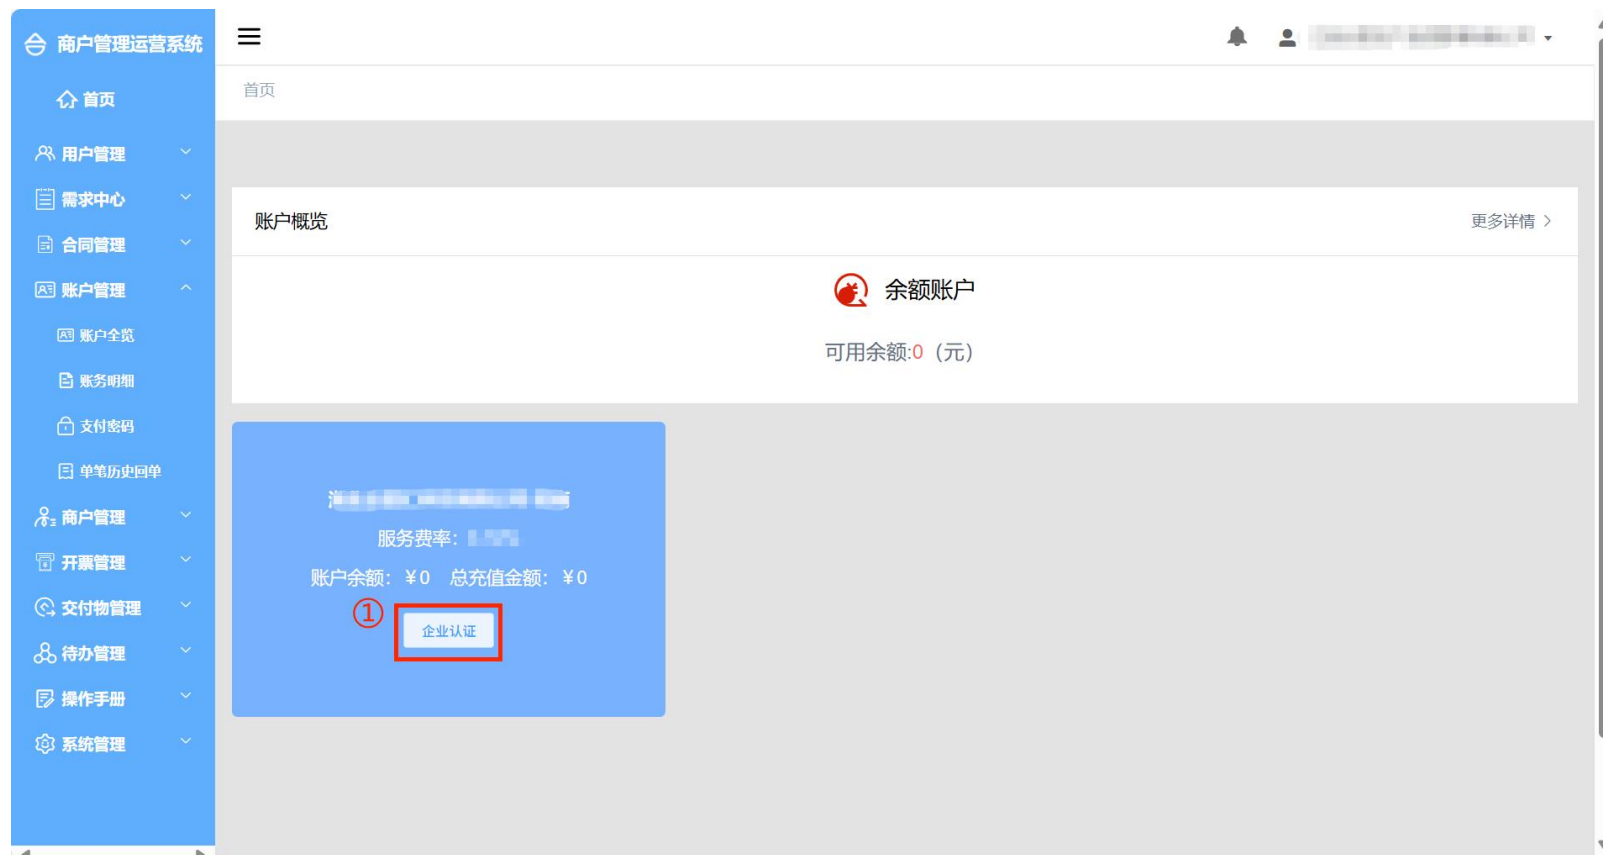 商户管理运营系统
首页
用户管理
需求中心
合同管理
账户管理
账户全览
账务明细
支付密码
单笔历史回单
商户管理
开票管理
交付物管理
待办管理
操作手册
系统管理
首页
账户概览
更多详情
余额账户
可用余额:0（元）
服务费率：
账户余额：￥0 总充值金额：￥0
①
企业认证